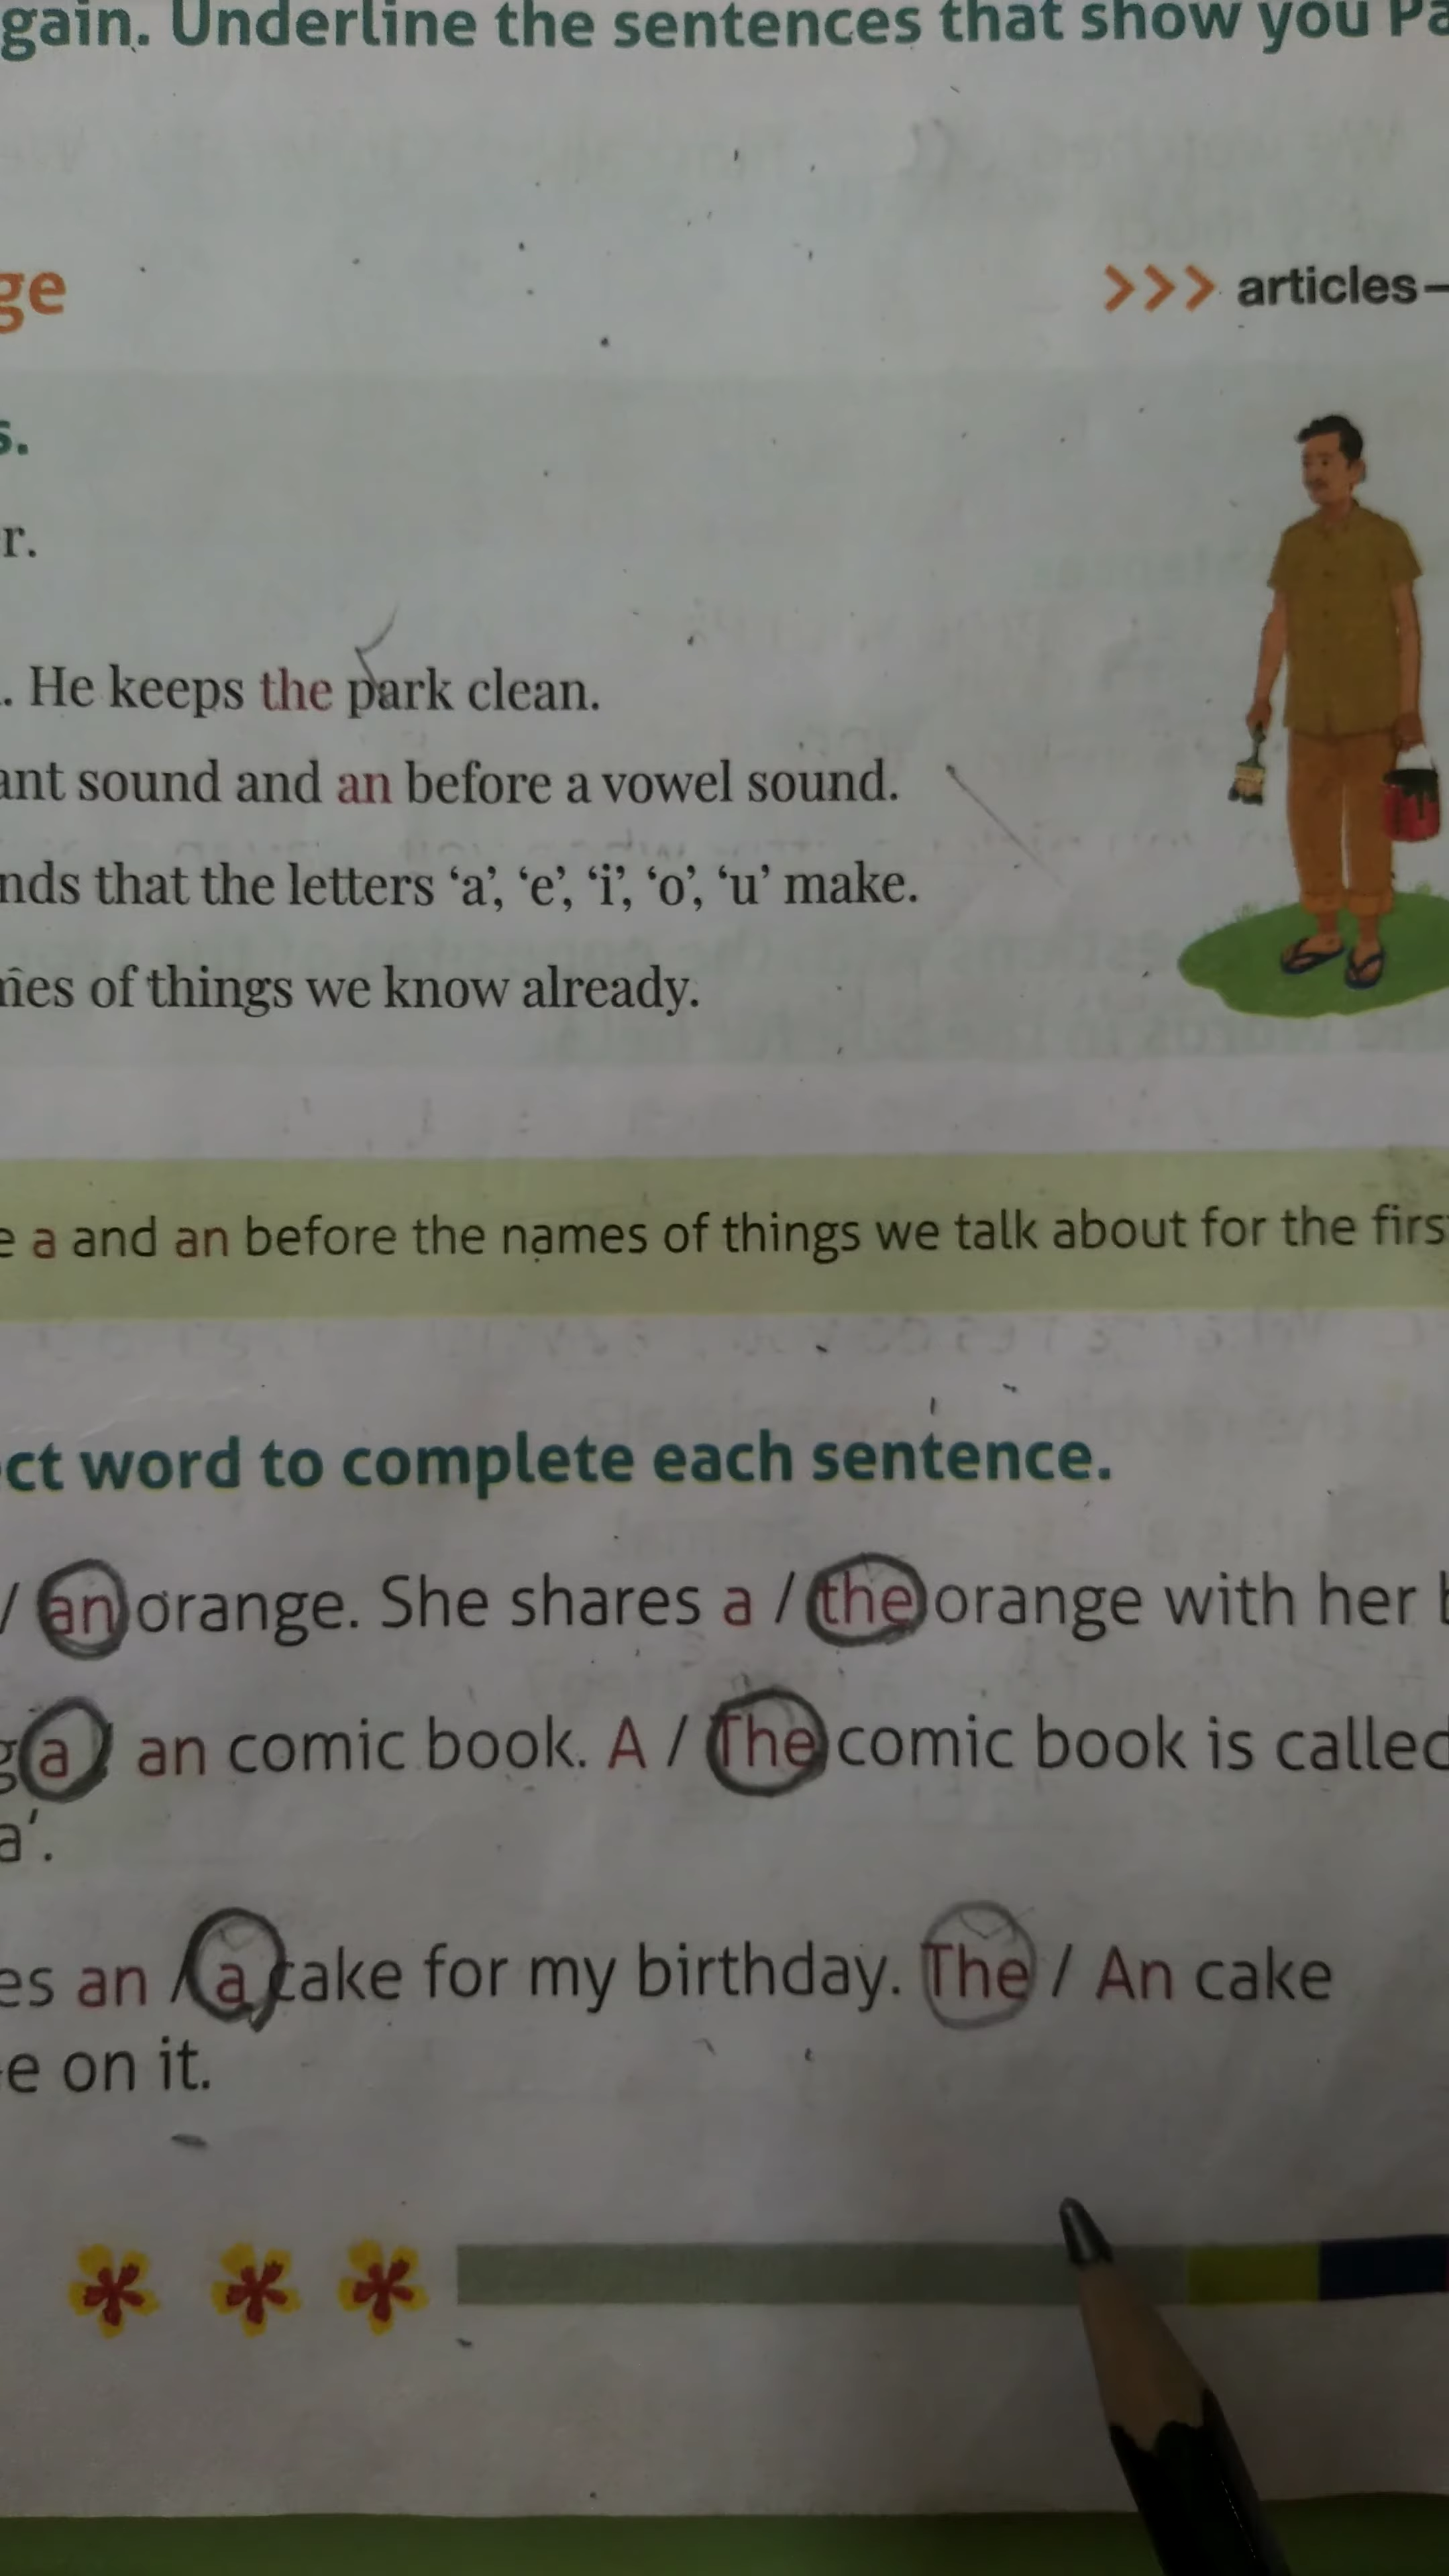 gain. Underline the sentences that show you Pa
ge
>>> articles–
s.
r.
. He keeps the park clean.
ant sound and an before a vowel sound.
nds that the letters ‘a’, ‘e’, ‘i’, ‘o’, ‘u’ make.
mes of things we know already.
e a and an before the names of things we talk about for the firs
ct word to complete each sentence.
/ an orange. She shares a / the orange with her b
g a / an comic book. A / The comic book is called
a’.
es an / a cake for my birthday. The / An cake
e on it.